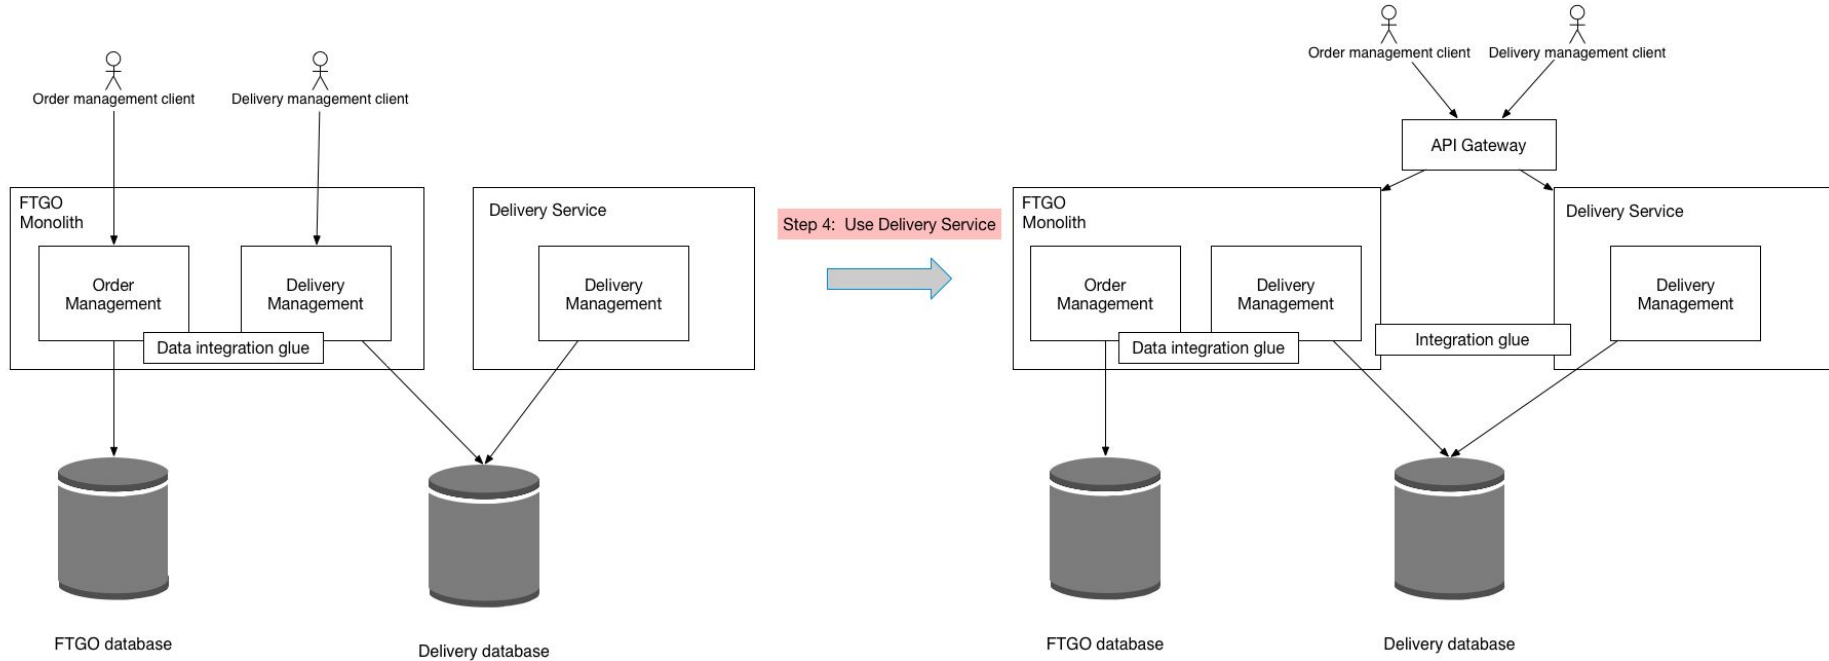 Order management client
Delivery management client
FTGO
Monolith
Order
Management
Delivery
Management
Data integration glue
Delivery Service
Delivery
Management
FTGO database
Delivery database
Step 4:  Use Delivery Service
Order management client
Delivery management client
API Gateway
FTGO
Monolith
Order
Management
Delivery
Management
Data integration glue
Integration glue
Delivery Service
Delivery
Management
FTGO database
Delivery database